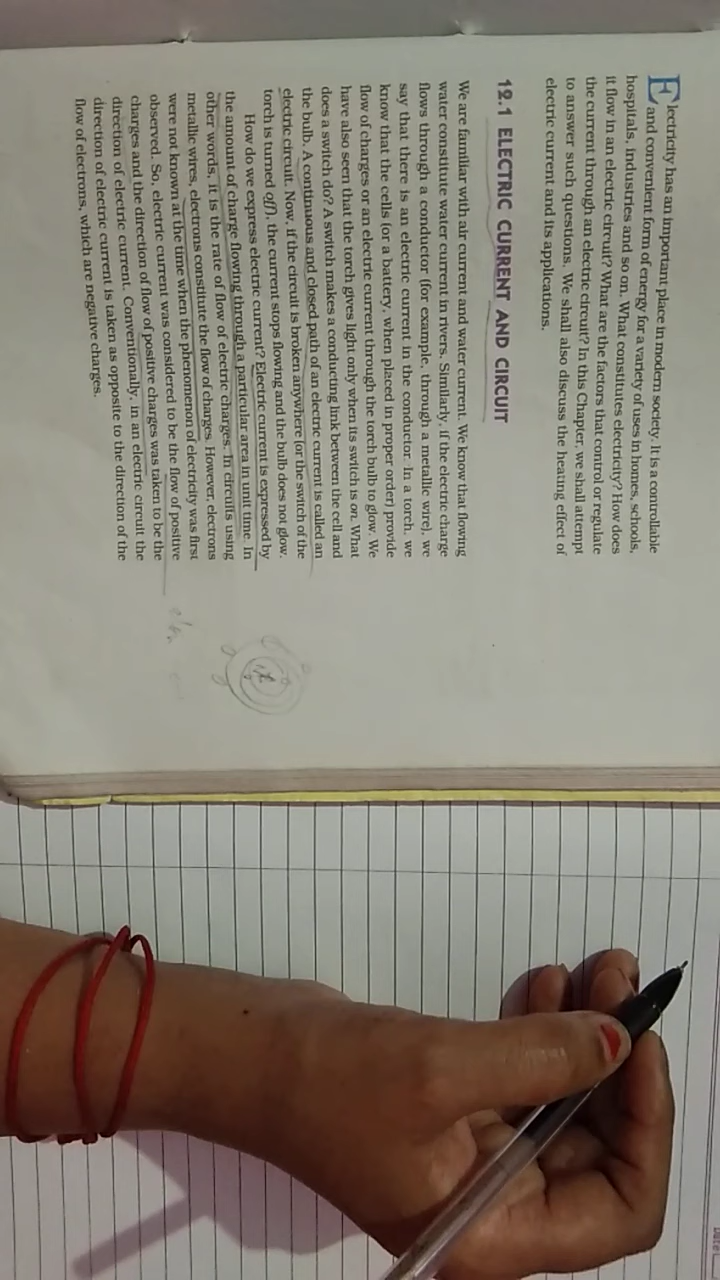 Electricity has an important place in modern society. It is a controllable
and convenient form of energy for a variety of uses in homes, schools,
hospitals, industries and so on. What constitutes electricity? How does
it flow in an electric circuit? What are the factors that control or regulate
the current through an electric circuit? In this Chapter, we shall attempt
to answer such questions. We shall also discuss the heating effect of
electric current and its applications.
12.1 ELECTRIC CURRENT AND CIRCUIT
We are familiar with air current and water current. We know that flowing
water constitute water current in rivers. Similarly, if the electric charge
flows through a conductor (for example, through a metallic wire), we
say that there is an electric current in the conductor. In a torch, we
know that the cells (or a battery, when placed in proper order) provide
flow of charges or an electric current through the torch bulb to glow. We
have also seen that the torch gives light only when its switch is on. What
does a switch do? A switch makes a conducting link between the cell and
the bulb. A continuous and closed path of an electric current is called an
electric circuit. Now, if the circuit is broken anywhere (or the switch of the
torch is turned off), the current stops flowing and the bulb does not glow.
How do we express electric current? Electric current is expressed by
the amount of charge flowing through a particular area in unit time. In
other words, it is the rate of flow of electric charges. In circuits using
metallic wires, electrons constitute the flow of charges. However, electrons
were not known at the time when the phenomenon of electricity was first
observed. So, electric current was considered to be the flow of positive
charges and the direction of flow of positive charges was taken to be the
direction of electric current. Conventionally, in an electric circuit the
direction of electric current is taken as opposite to the direction of the
flow of electrons, which are negative charges.
Date